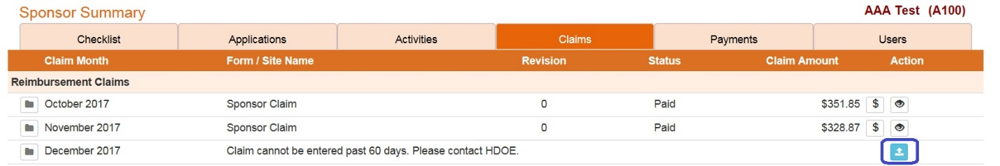 Sponsor Summary AAA Test (A100)
Checklist Applications Activities Claims Payments Users
Claim Month Form / Site Name Revision Status Claim Amount Action
Reimbursement Claims
October 2017 Sponsor Claim 0 Paid $351.85 $
November 2017 Sponsor Claim 0 Paid $328.87 $
December 2017 Claim cannot be entered past 60 days. Please contact HDOE.